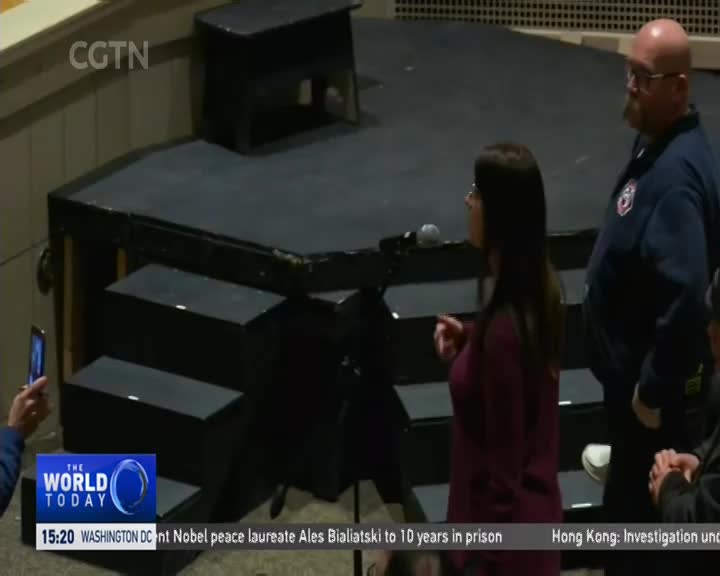 CGTN
THE
WORLD
TODAY
15:20 WASHINGTON DC ent Nobel peace laureate Ales Bialiatski to 10 years in prison Hong Kong: Investigation und